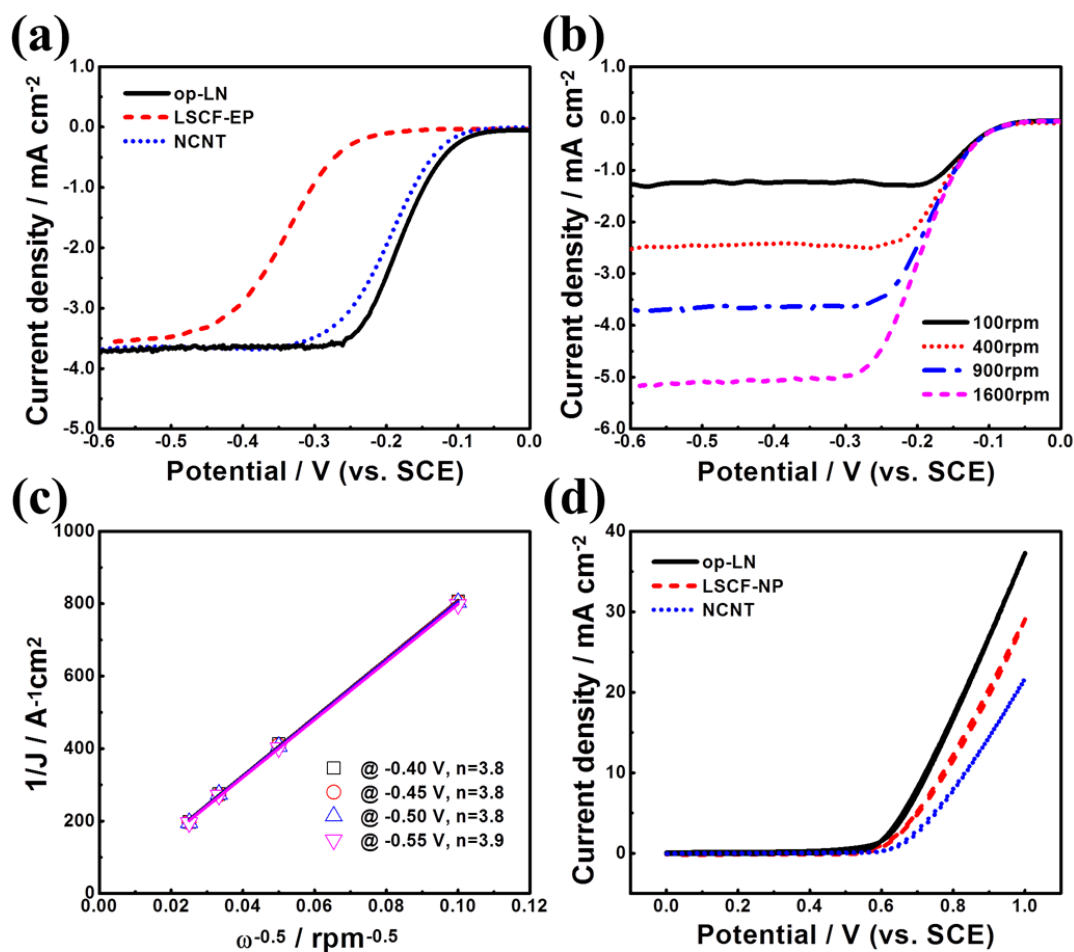 (a)
1.0
0.0
-1.0
-2.0
-3.0
-4.0
-5.0
-0.6 -0.5 -0.4 -0.3 -0.2 -0.1 0.0
Current density / mA cm⁻²
Potential / V (vs. SCE)
op-LN
LSCF-EP
NCNT
(b)
1.0
0.0
-1.0
-2.0
-3.0
-4.0
-5.0
-6.0
-0.6 -0.5 -0.4 -0.3 -0.2 -0.1 0.0
Current density / mA cm⁻²
Potential / V (vs. SCE)
100rpm
400rpm
900rpm
1600rpm
(c)
1000
800
600
400
200
0
0.00 0.02 0.04 0.06 0.08 0.10 0.12
1/J / A⁻¹cm²
ω⁻⁰·⁵ / rpm⁻⁰·⁵
@ -0.40 V, n=3.8
@ -0.45 V, n=3.8
@ -0.50 V, n=3.8
@ -0.55 V, n=3.9
(d)
40
30
20
10
0
0.0 0.2 0.4 0.6 0.8 1.0
Current density / mA cm⁻²
Potential / V (vs. SCE)
op-LN
LSCF-NP
NCNT